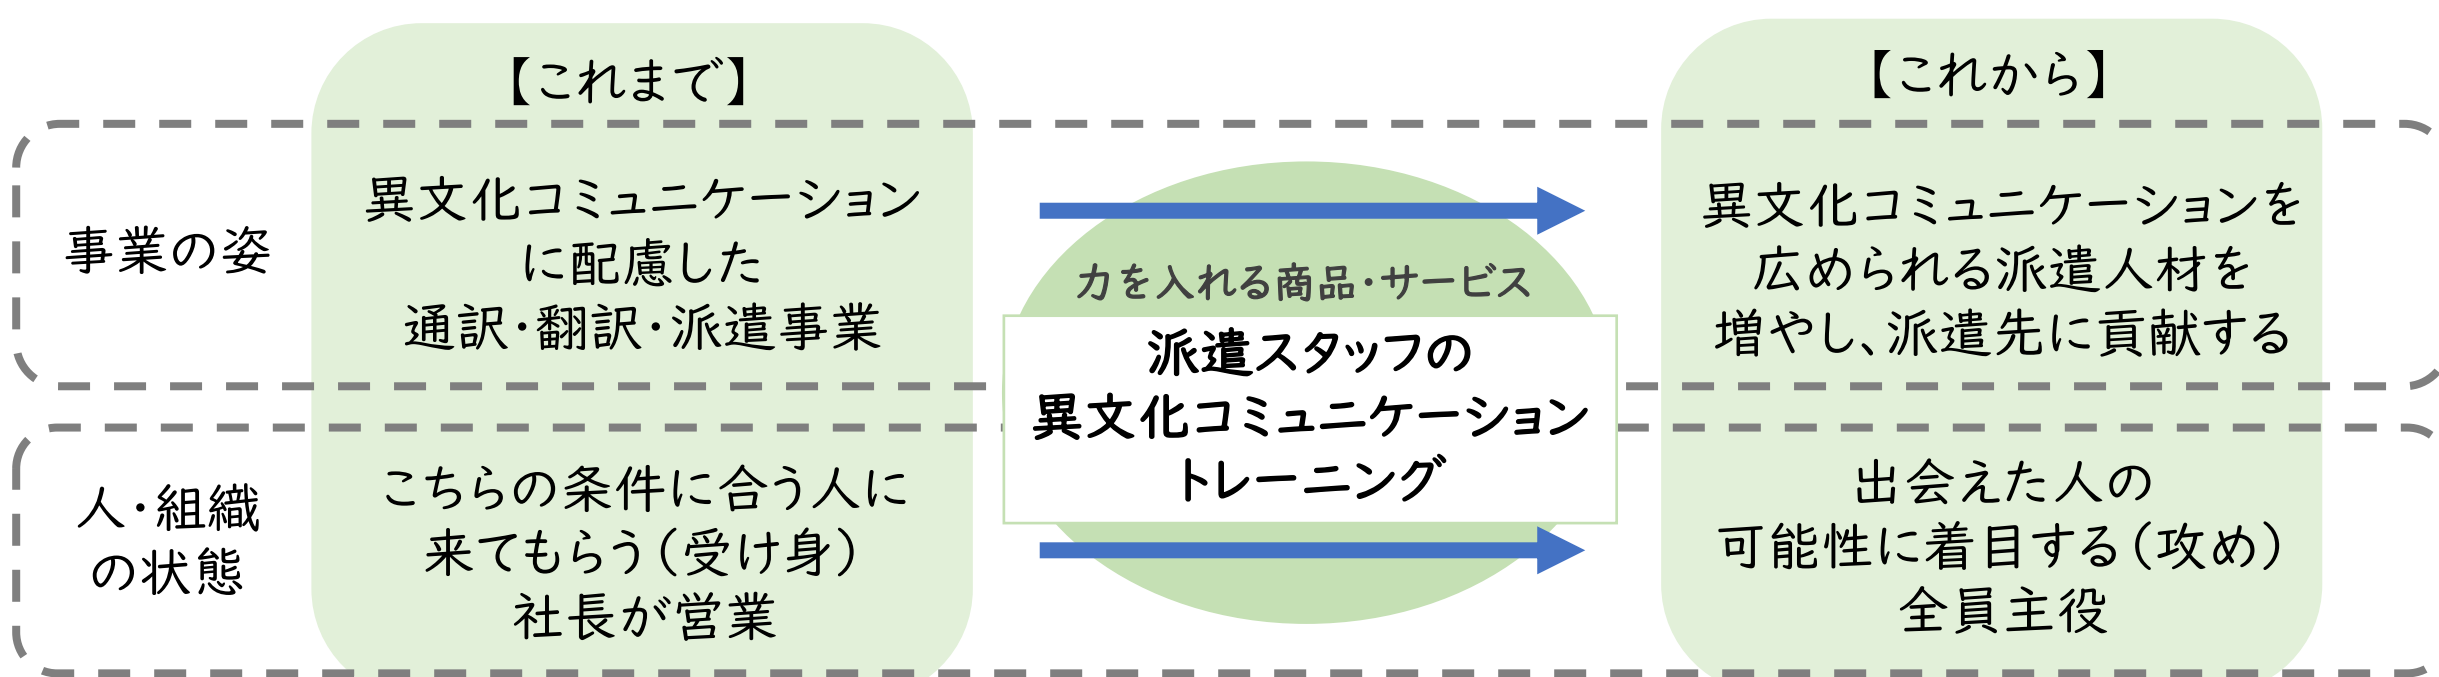 【これまで】
【これから】
事業の姿
異文化コミュニケーション
に配慮した
通訳・翻訳・派遣事業
力を入れる商品・サービス
派遣スタッフの
異文化コミュニケーション
トレーニング
異文化コミュニケーションを
広められる派遣人材を
増やし、派遣先に貢献する
人・組織
の状態
こちらの条件に合う人に
来てもらう（受け身）
社長が営業
出会えた人の
可能性に着目する（攻め）
全員主役